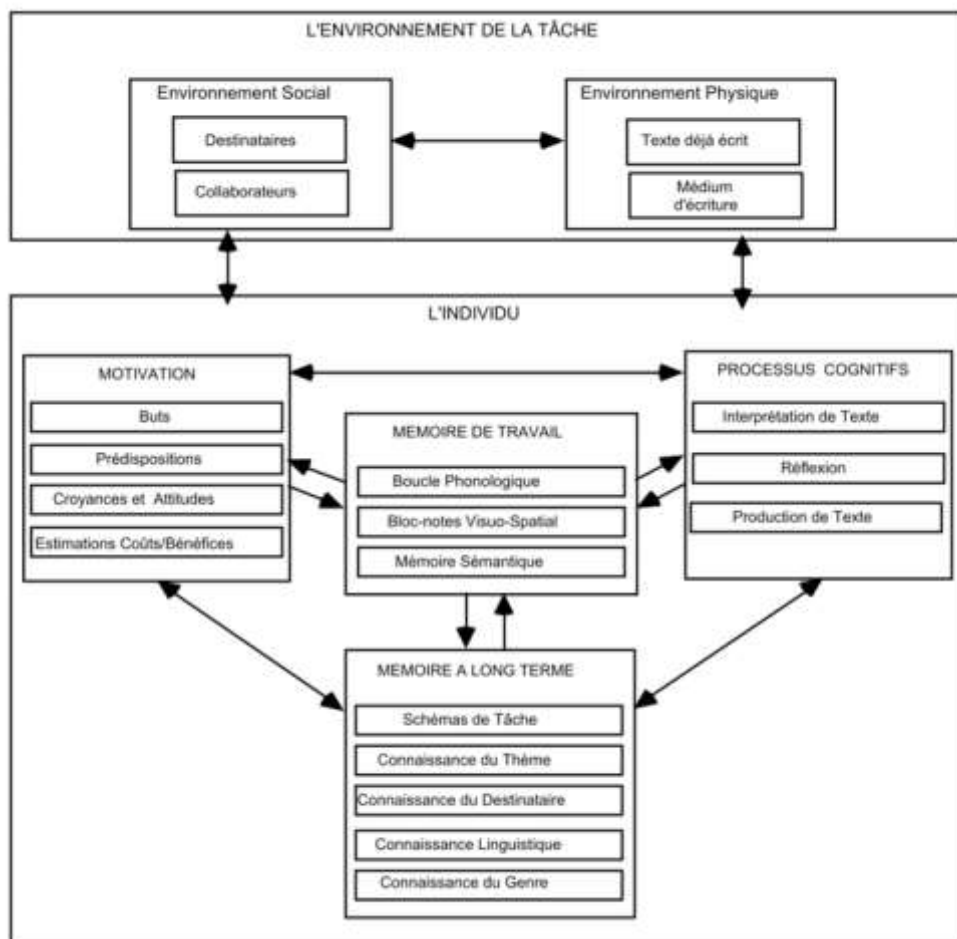 L'ENVIRONNEMENT DE LA TÂCHE
Environnement Social
Destinataires
Collaborateurs
Environnement Physique
Texte déjà écrit
Médium
d'écriture
L'INDIVIDU
MOTIVATION
Buts
Prédispositions
Croyances et Attitudes
Estimations Coûts/Bénéfices
MEMOIRE DE TRAVAIL
Boucle Phonologique
Bloc-notes Visuo-Spatial
Mémoire Sémantique
PROCESSUS COGNITIFS
Interprétation de Texte
Réflexion
Production de Texte
MEMOIRE A LONG TERME
Schémas de Tâche
Connaissance du Thème
Connaissance du Destinataire
Connaissance Linguistique
Connaissance du Genre